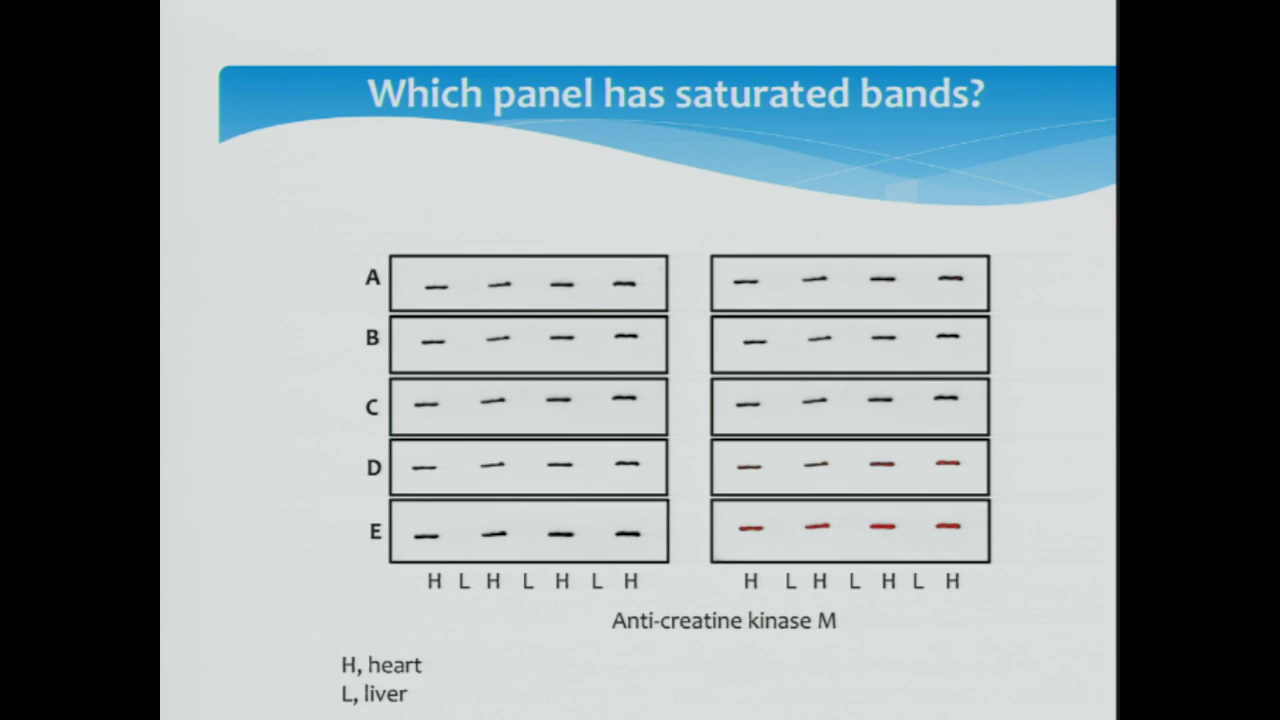 Which panel has saturated bands?
A
B
C
D
E
H L H L H L H H L H L H L H
Anti-creatine kinase M
H, heart
L, liver